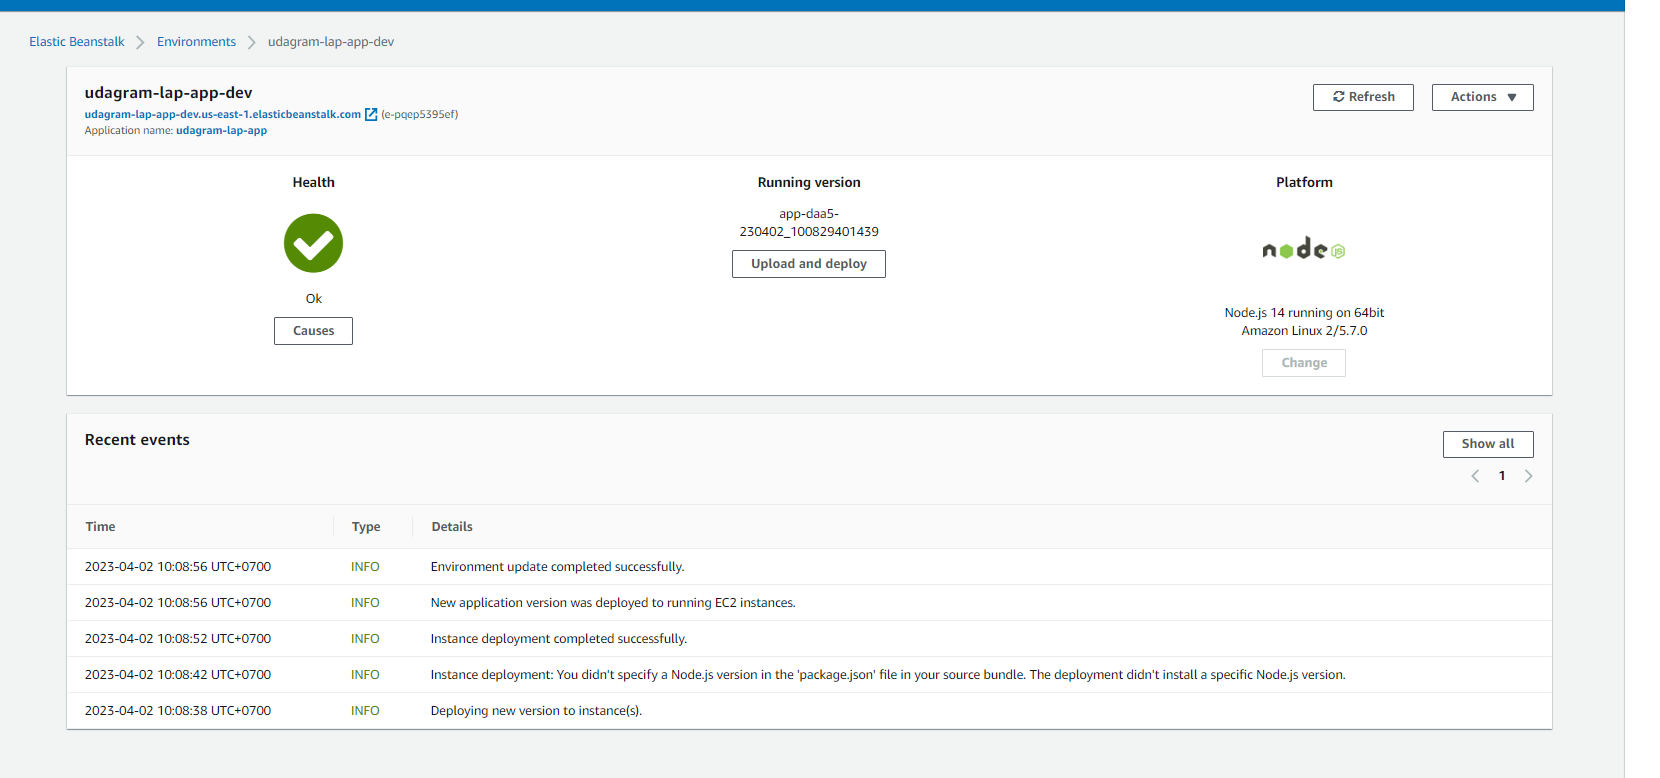 Elastic Beanstalk > Environments > udagram-lap-app-dev
udagram-lap-app-dev
Refresh
Actions
udagram-lap-app-dev.us-east-1.elasticbeanstalk.com (e-pqep5395ef)
Application name: udagram-lap-app
Health
Ok
Causes
Running version
app-daa5-
230402_100829401439
Upload and deploy
Platform
node JS
Node.js 14 running on 64bit
Amazon Linux 2/5.7.0
Change
Recent events
Show all
1
Time Type Details
2023-04-02 10:08:56 UTC+0700 INFO Environment update completed successfully.
2023-04-02 10:08:56 UTC+0700 INFO New application version was deployed to running EC2 instances.
2023-04-02 10:08:52 UTC+0700 INFO Instance deployment completed successfully.
2023-04-02 10:08:42 UTC+0700 INFO Instance deployment: You didn't specify a Node.js version in the 'package.json' file in your source bundle. The deployment didn't install a specific Node.js version.
2023-04-02 10:08:38 UTC+0700 INFO Deploying new version to instance(s).